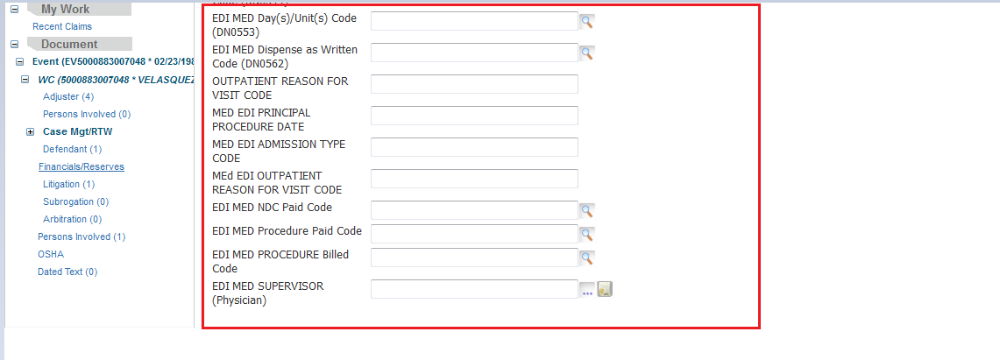 My Work
Recent Claims
Document
Event (EV5000883007048 * 02/23/198
WC (5000883007048 * VELASQUEZ
Adjuster (4)
Persons Involved (0)
Case Mgt/RTW
Defendant (1)
Financials/Reserves
Litigation (1)
Subrogation (0)
Arbitration (0)
Persons Involved (1)
OSHA
Dated Text (0)
EDI MED Day(s)/Unit(s) Code
(DN0553)
EDI MED Dispense as Written
Code (DN0562)
OUTPATIENT REASON FOR
VISIT CODE
MED EDI PRINCIPAL
PROCEDURE DATE
MED EDI ADMISSION TYPE
CODE
MEd EDI OUTPATIENT
REASON FOR VISIT CODE
EDI MED NDC Paid Code
EDI MED Procedure Paid Code
EDI MED PROCEDURE Billed
Code
EDI MED SUPERVISOR
(Physician)
...